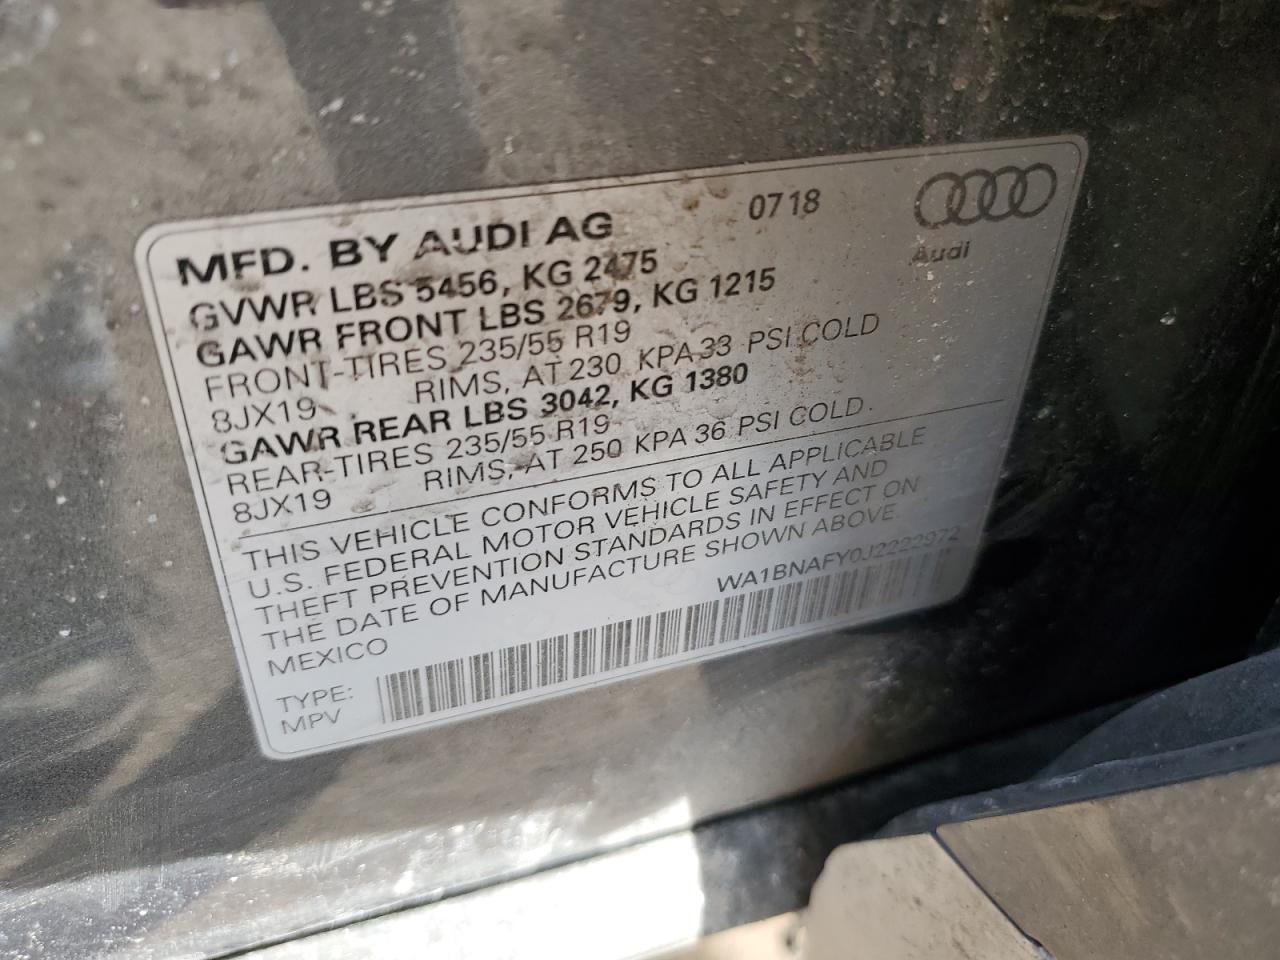 MFD. BY AUDI AG 0718
Audi
GVWR LBS 5456, KG 2475
GAWR FRONT LBS 2679, KG 1215
FRONT-TIRES 235/55 R19
8JX19 RIMS, AT 230 KPA 33 PSI COLD
GAWR REAR LBS 3042, KG 1380
REAR-TIRES 235/55 R19
8JX19 RIMS, AT 250 KPA 36 PSI COLD.
THIS VEHICLE CONFORMS TO ALL APPLICABLE
U.S. FEDERAL MOTOR VEHICLE SAFETY AND
THEFT PREVENTION STANDARDS IN EFFECT ON
THE DATE OF MANUFACTURE SHOWN ABOVE.
MEXICO WA1BNAFY0J2222972
TYPE:
MPV